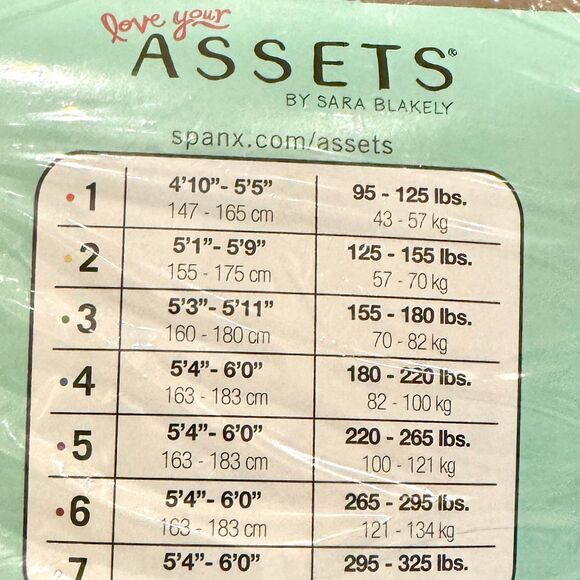 love your
ASSETS®
BY SARA BLAKELY
spanx.com/assets
1 4'10"- 5'5" 95 - 125 lbs.
147 - 165 cm 43 - 57 kg
2 5'1"- 5'9" 125 - 155 lbs.
155 - 175 cm 57 - 70 kg
3 5'3"- 5'11" 155 - 180 lbs.
160 - 180 cm 70 - 82 kg
4 5'4"- 6'0" 180 - 220 lbs.
163 - 183 cm 82 - 100 kg
5 5'4"- 6'0" 220 - 265 lbs.
163 - 183 cm 100 - 121 kg
6 5'4"- 6'0" 265 - 295 lbs.
163 - 183 cm 121 - 134 kg
7 5'4"- 6'0" 295 - 325 lbs.